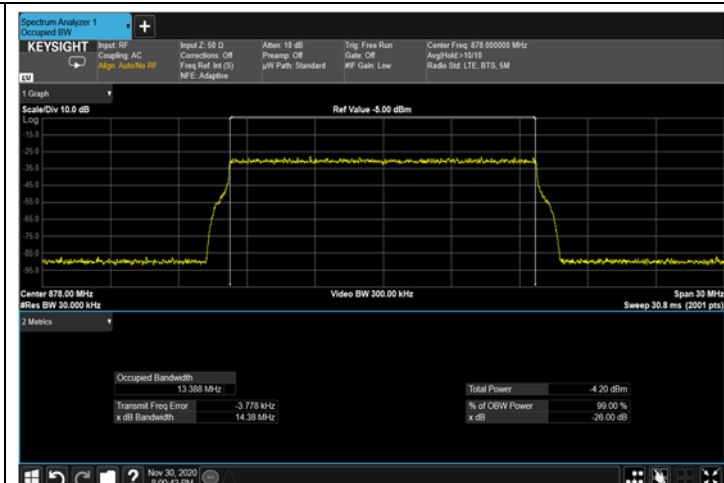 Spectrum Analyzer 1
Occupied BW
+
KEYSIGHT
Input: RF
Coupling: AC
Align: Auto/No RF
Input Z: 50 Ω
Corrections: Off
Freq Ref: Int (S)
NFE: Adaptive
Atten: 10 dB
Preamp: Off
µW Path: Standard
Trig: Free Run
Gate: Off
#IF Gain: Low
Center Freq: 878.000000 MHz
Avg|Hold:>10/10
Radio Std: LTE, BTS, 5M
1 Graph
Scale/Div 10.0 dB
Ref Value -5.00 dBm
Log
-15.0
-25.0
-35.0
-45.0
-55.0
-65.0
-75.0
-85.0
-95.0
Center 878.00 MHz
Video BW 300.00 kHz
Span 30 MHz
#Res BW 30.000 kHz
Sweep 30.8 ms (2001 pts)
2 Metrics
Occupied Bandwidth
13.388 MHz
Total Power -4.20 dBm
Transmit Freq Error -3.778 kHz
% of OBW Power 99.00 %
x dB Bandwidth 14.38 MHz
x dB -26.00 dB
?
Nov 30, 2020